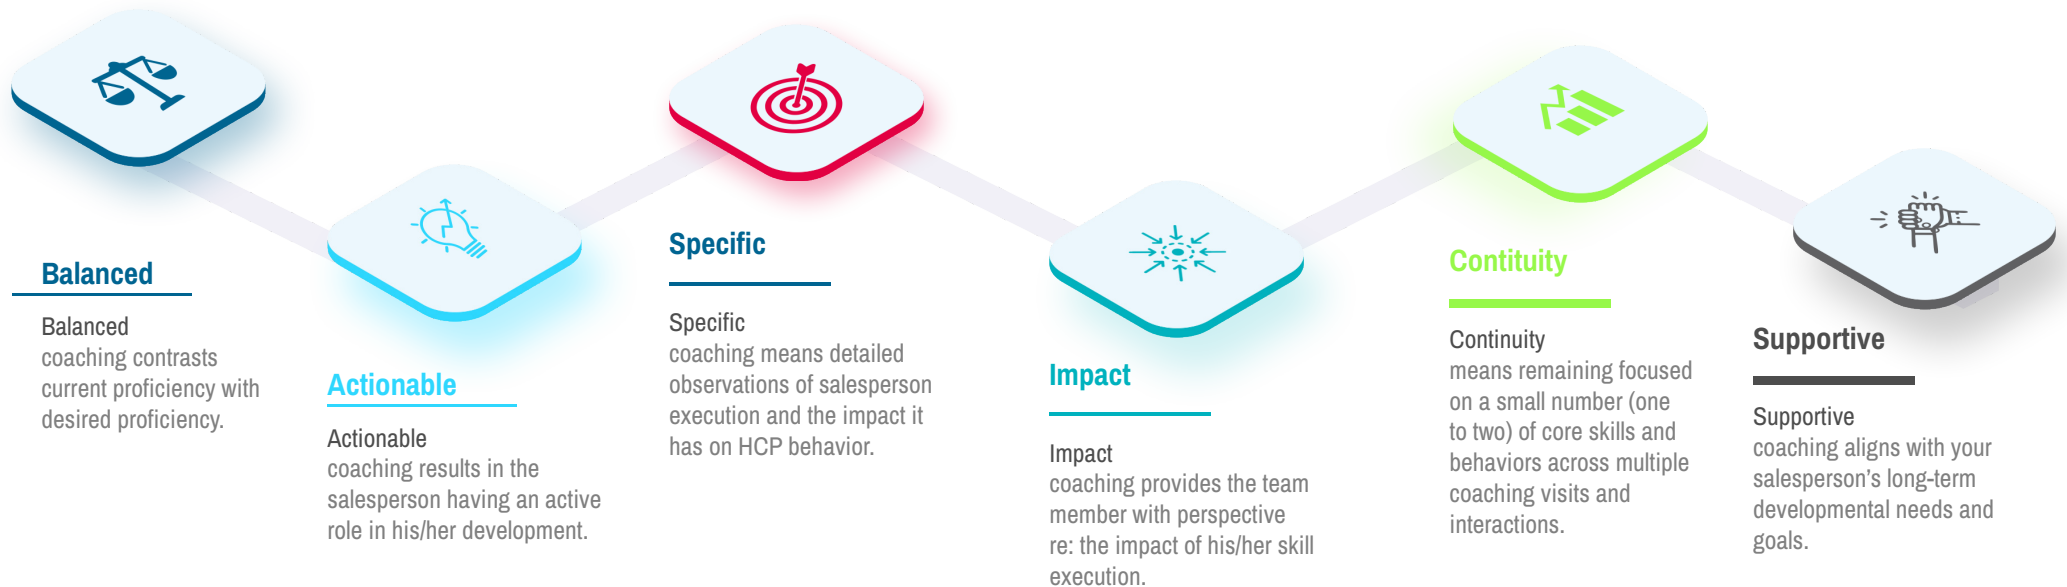 Balanced
Balanced
coaching contrasts
current proficiency with
desired proficiency.
Actionable
Actionable
coaching results in the
salesperson having an active
role in his/her development.
Specific
Specific
coaching means detailed
observations of salesperson
execution and the impact it
has on HCP behavior.
Impact
Impact
coaching provides the team
member with perspective
re: the impact of his/her skill
execution.
Contituity
Continuity
means remaining focused
on a small number (one
to two) of core skills and
behaviors across multiple
coaching visits and
interactions.
Supportive
Supportive
coaching aligns with your
salesperson’s long-term
developmental needs and
goals.